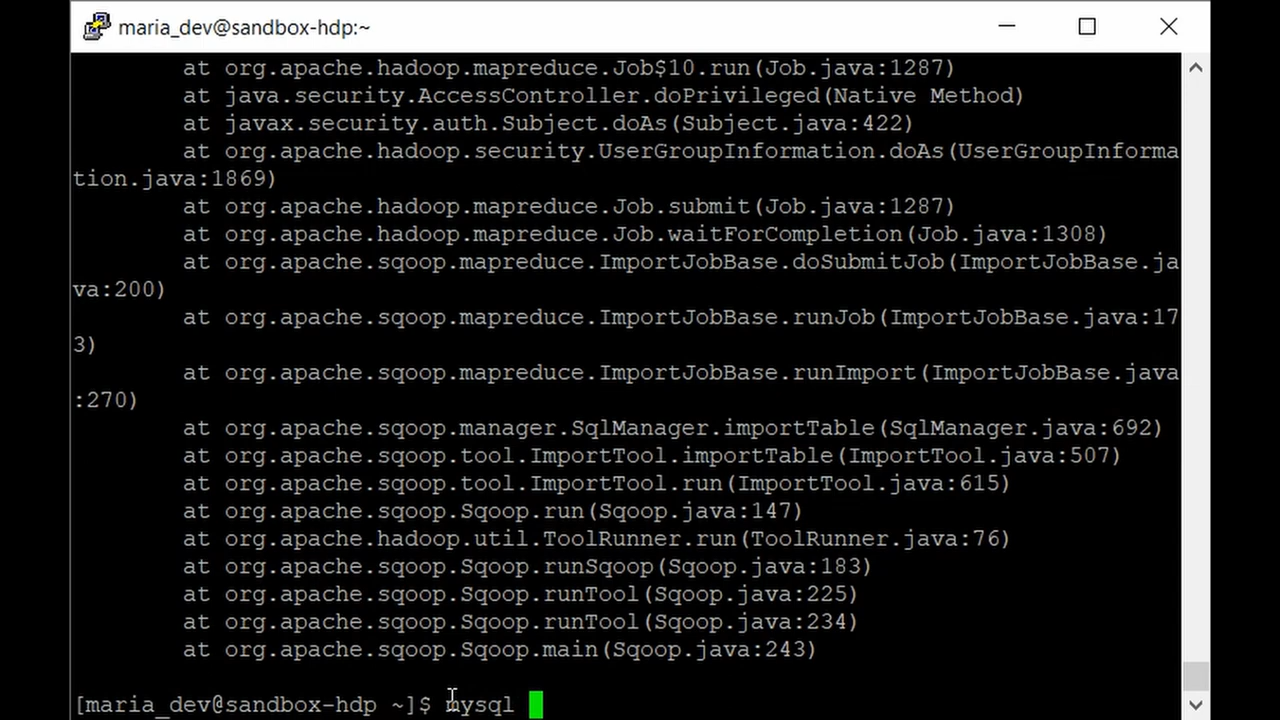 maria_dev@sandbox-hdp:~
at org.apache.hadoop.mapreduce.Job$10.run(Job.java:1287)
at java.security.AccessController.doPrivileged(Native Method)
at javax.security.auth.Subject.doAs(Subject.java:422)
at org.apache.hadoop.security.UserGroupInformation.doAs(UserGroupInforma
tion.java:1869)
at org.apache.hadoop.mapreduce.Job.submit(Job.java:1287)
at org.apache.hadoop.mapreduce.Job.waitForCompletion(Job.java:1308)
at org.apache.sqoop.mapreduce.ImportJobBase.doSubmitJob(ImportJobBase.ja
va:200)
at org.apache.sqoop.mapreduce.ImportJobBase.runJob(ImportJobBase.java:17
3)
at org.apache.sqoop.mapreduce.ImportJobBase.runImport(ImportJobBase.java
:270)
at org.apache.sqoop.manager.SqlManager.importTable(SqlManager.java:692)
at org.apache.sqoop.tool.ImportTool.importTable(ImportTool.java:507)
at org.apache.sqoop.tool.ImportTool.run(ImportTool.java:615)
at org.apache.sqoop.Sqoop.run(Sqoop.java:147)
at org.apache.hadoop.util.ToolRunner.run(ToolRunner.java:76)
at org.apache.sqoop.Sqoop.runSqoop(Sqoop.java:183)
at org.apache.sqoop.Sqoop.runTool(Sqoop.java:225)
at org.apache.sqoop.Sqoop.runTool(Sqoop.java:234)
at org.apache.sqoop.Sqoop.main(Sqoop.java:243)
[maria_dev@sandbox-hdp ~]$ mysql